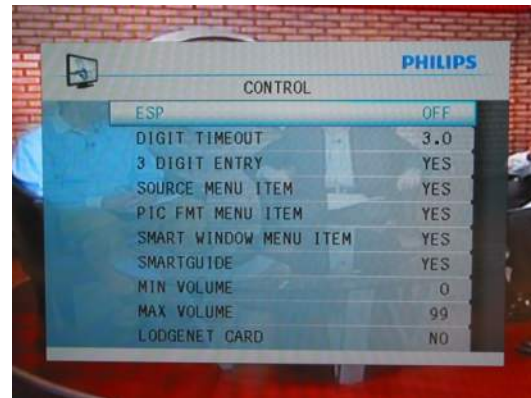 PHILIPS
CONTROL
ESP OFF
DIGIT TIMEOUT 3.0
3 DIGIT ENTRY YES
SOURCE MENU ITEM YES
PIC FMT MENU ITEM YES
SMART WINDOW MENU ITEM YES
SMARTGUIDE YES
MIN VOLUME 0
MAX VOLUME 99
LODGENET CARD NO